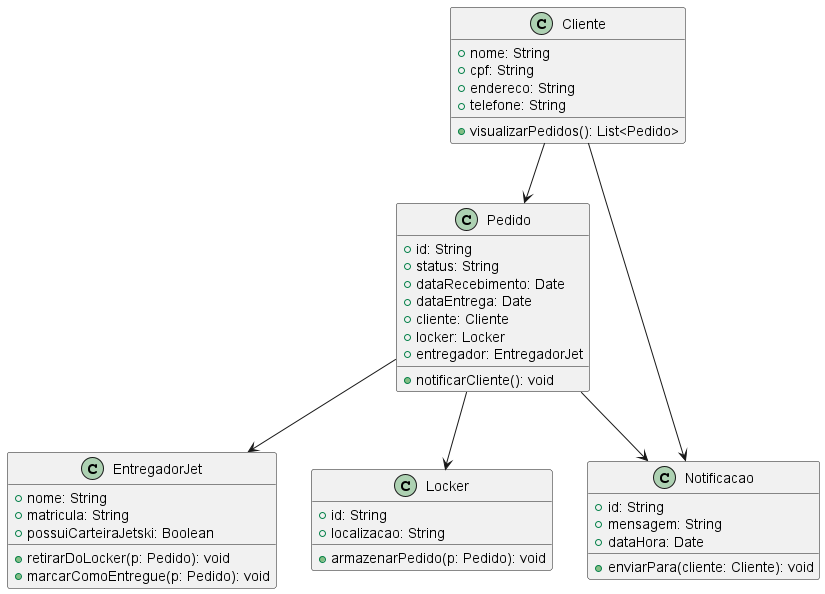 C Cliente
nome: String
cpf: String
endereco: String
telefone: String
visualizarPedidos(): List<Pedido>
C Pedido
id: String
status: String
dataRecebimento: Date
dataEntrega: Date
cliente: Cliente
locker: Locker
entregador: EntregadorJet
notificarCliente(): void
C EntregadorJet
nome: String
matricula: String
possuiCarteiraJetski: Boolean
retirarDoLocker(p: Pedido): void
marcarComoEntregue(p: Pedido): void
C Locker
id: String
localizacao: String
armazenarPedido(p: Pedido): void
C Notificacao
id: String
mensagem: String
dataHora: Date
enviarPara(cliente: Cliente): void